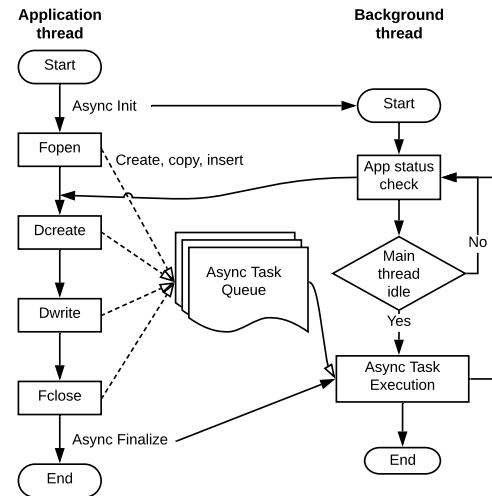 Application
thread
Background
thread
Start
Async Init
Start
Fopen
Create, copy, insert
App status
check
Dcreate
No
Main
thread
idle
Async Task
Queue
Dwrite
Yes
Async Task
Execution
Fclose
Async Finalize
End
End